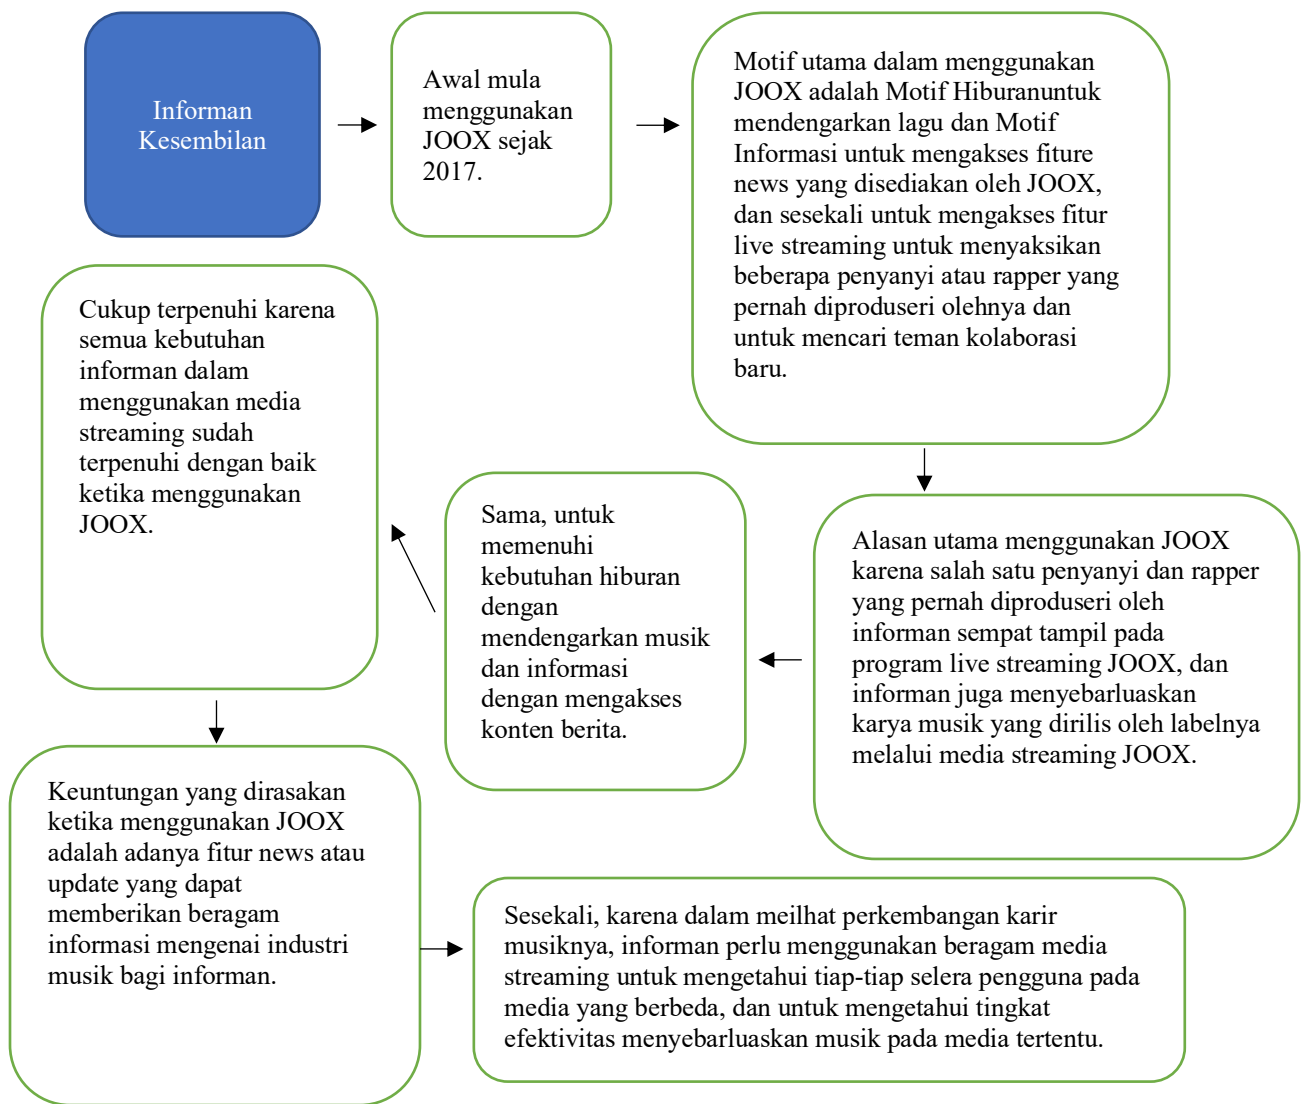 Informan
Kesembilan
Awal mula
menggunakan
JOOX sejak
2017.
Motif utama dalam menggunakan
JOOX adalah Motif Hiburanuntuk
mendengarkan lagu dan Motif
Informasi untuk mengakses fiture
news yang disediakan oleh JOOX,
dan sesekali untuk mengakses fitur
live streaming untuk menyaksikan
beberapa penyanyi atau rapper yang
pernah diproduseri olehnya dan
untuk mencari teman kolaborasi
baru.
Alasan utama menggunakan JOOX
karena salah satu penyanyi dan rapper
yang pernah diproduseri oleh
informan sempat tampil pada
program live streaming JOOX, dan
informan juga menyebarluaskan
karya musik yang dirilis oleh labelnya
melalui media streaming JOOX.
Sama, untuk
memenuhi
kebutuhan hiburan
dengan
mendengarkan musik
dan informasi
dengan mengakses
konten berita.
Cukup terpenuhi karena
semua kebutuhan
informan dalam
menggunakan media
streaming sudah
terpenuhi dengan baik
ketika menggunakan
JOOX.
Keuntungan yang dirasakan
ketika menggunakan JOOX
adalah adanya fitur news atau
update yang dapat
memberikan beragam
informasi mengenai industri
musik bagi informan.
Sesekali, karena dalam meilhat perkembangan karir
musiknya, informan perlu menggunakan beragam media
streaming untuk mengetahui tiap-tiap selera pengguna pada
media yang berbeda, dan untuk mengetahui tingkat
efektivitas menyebarluaskan musik pada media tertentu.